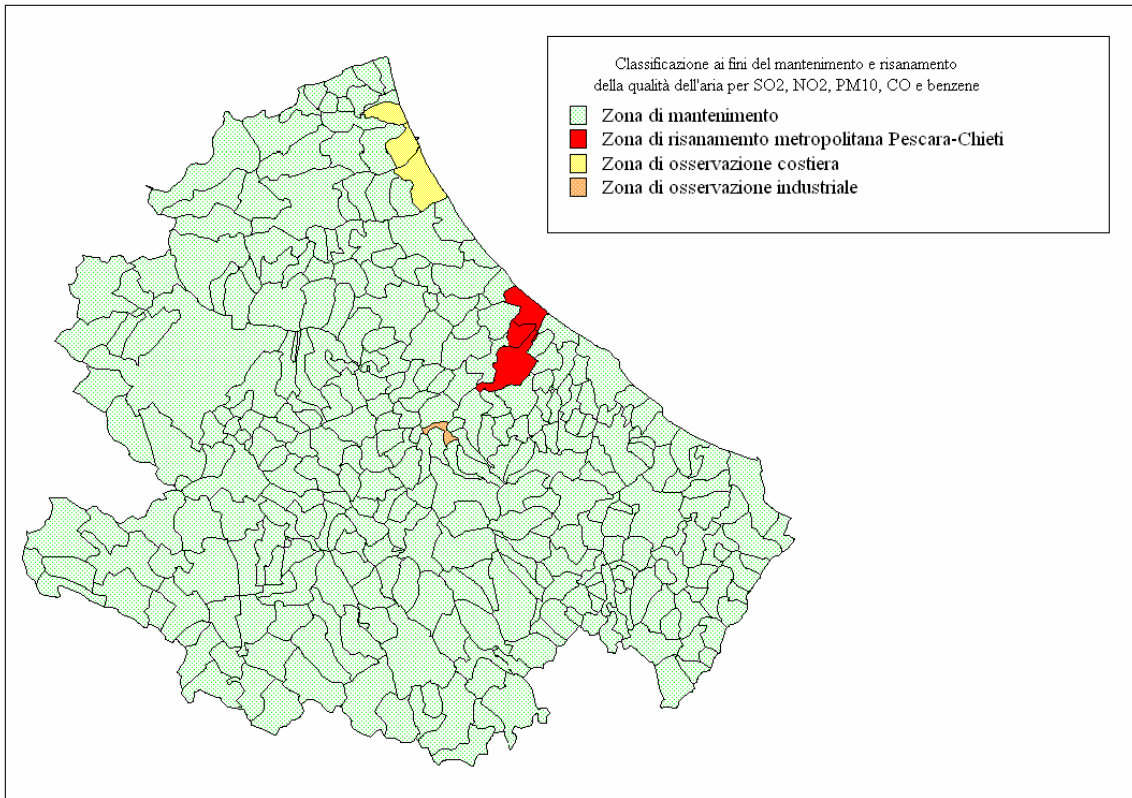 Classificazione ai fini del mantenimento e risanamento
della qualità dell'aria per SO2, NO2, PM10, CO e benzene
Zona di mantenimento
Zona di risanamemto metropolitana Pescara-Chieti
Zona di osservazione costiera
Zona di osservazione industriale